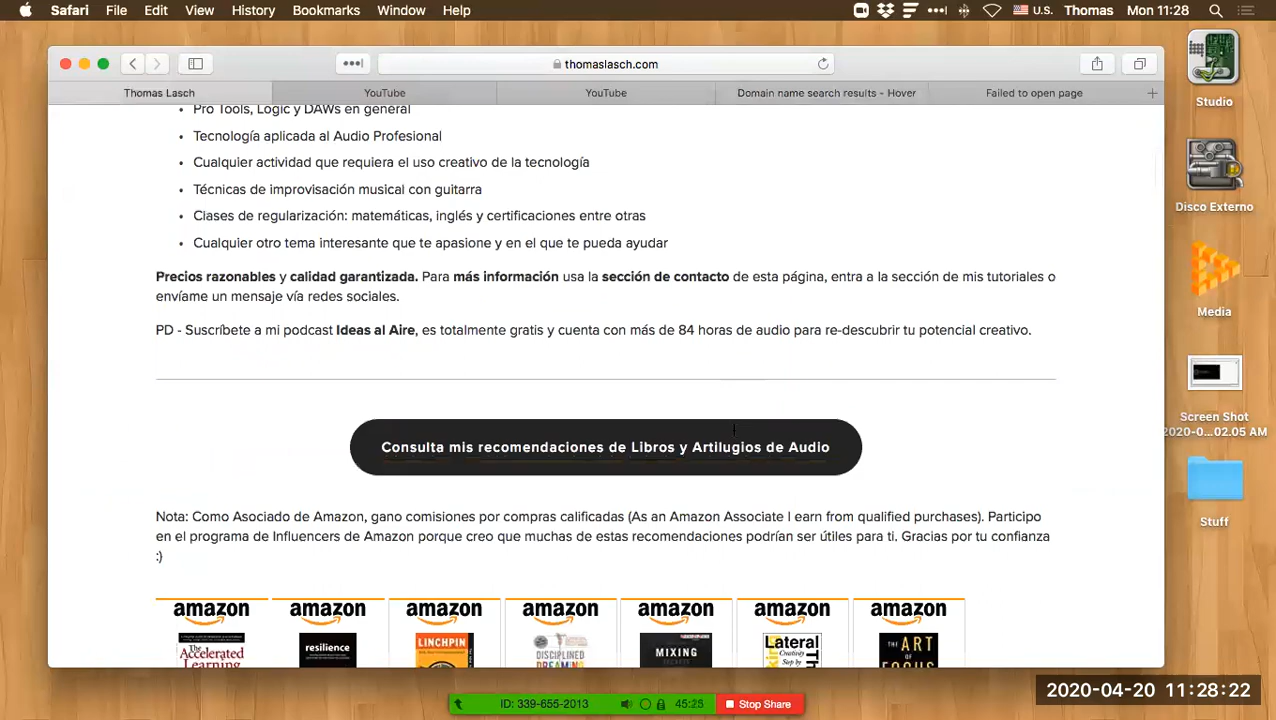 Safari File Edit View History Bookmarks Window Help U.S. Thomas Mon 11:28
thomaslasch.com
Thomas Lasch YouTube YouTube Domain name search results - Hover Failed to open page
• Pro Tools, Logic y DAWs en general
• Tecnología aplicada al Audio Profesional
• Cualquier actividad que requiera el uso creativo de la tecnología
• Técnicas de improvisación musical con guitarra
• Clases de regularización: matemáticas, inglés y certificaciones entre otras
• Cualquier otro tema interesante que te apasione y en el que te pueda ayudar
Precios razonables y calidad garantizada. Para más información usa la sección de contacto de esta página, entra a la sección de mis tutoriales o
envíame un mensaje vía redes sociales.
PD - Suscríbete a mi podcast Ideas al Aire, es totalmente gratis y cuenta con más de 84 horas de audio para re-descubrir tu potencial creativo.
Consulta mis recomendaciones de Libros y Artilugios de Audio
Nota: Como Asociado de Amazon, gano comisiones por compras calificadas (As an Amazon Associate I earn from qualified purchases). Participo
en el programa de Influencers de Amazon porque creo que muchas de estas recomendaciones podrían ser útiles para ti. Gracias por tu confianza
:)
amazon amazon amazon amazon amazon amazon amazon
The Accelerated Learning
resilience
LINCHPIN
DISCIPLINED DREAMING
MIXING
Lateral
Creativity Step by
THE ART OF FOCUS
Studio
Disco Externo
Media
Screen Shot
2020-0...02.05 AM
Stuff
ID: 339-655-2013 45:25 Stop Share
2020-04-20 11:28:22